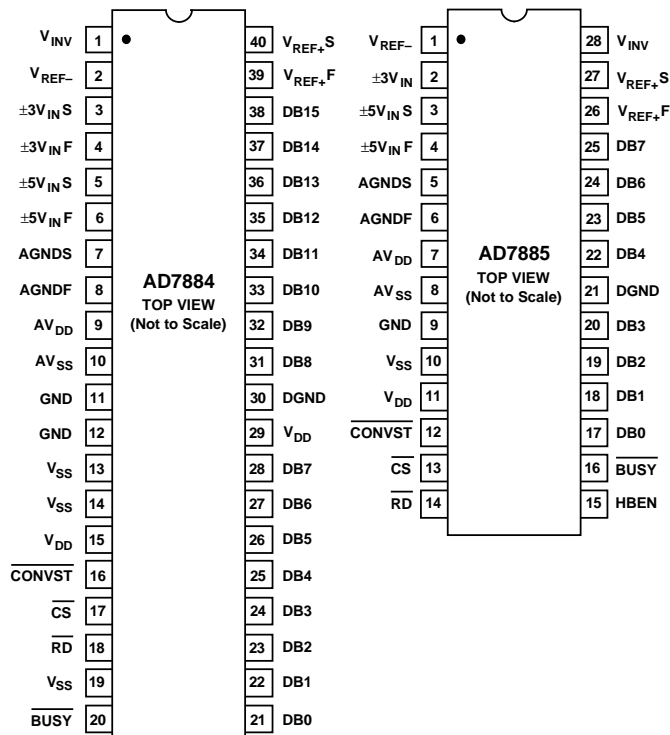 V_INV 1 40 V_REF+S
V_REF– 2 39 V_REF+F
±3V_IN S 3 38 DB15
±3V_IN F 4 37 DB14
±5V_IN S 5 36 DB13
±5V_IN F 6 35 DB12
AGNDS 7 34 DB11
AGNDF 8 33 DB10
AV_DD 9 32 DB9
AV_SS 10 31 DB8
GND 11 30 DGND
GND 12 29 V_DD
V_SS 13 28 DB7
V_SS 14 27 DB6
V_DD 15 26 DB5
CONVST 16 25 DB4
CS 17 24 DB3
RD 18 23 DB2
V_SS 19 22 DB1
BUSY 20 21 DB0
AD7884
TOP VIEW
(Not to Scale)
V_REF– 1 28 V_INV
±3V_IN 2 27 V_REF+S
±5V_IN S 3 26 V_REF+F
±5V_IN F 4 25 DB7
AGNDS 5 24 DB6
AGNDF 6 23 DB5
AV_DD 7 22 DB4
AV_SS 8 21 DGND
GND 9 20 DB3
V_SS 10 19 DB2
V_DD 11 18 DB1
CONVST 12 17 DB0
CS 13 16 BUSY
RD 14 15 HBEN
AD7885
TOP VIEW
(Not to Scale)